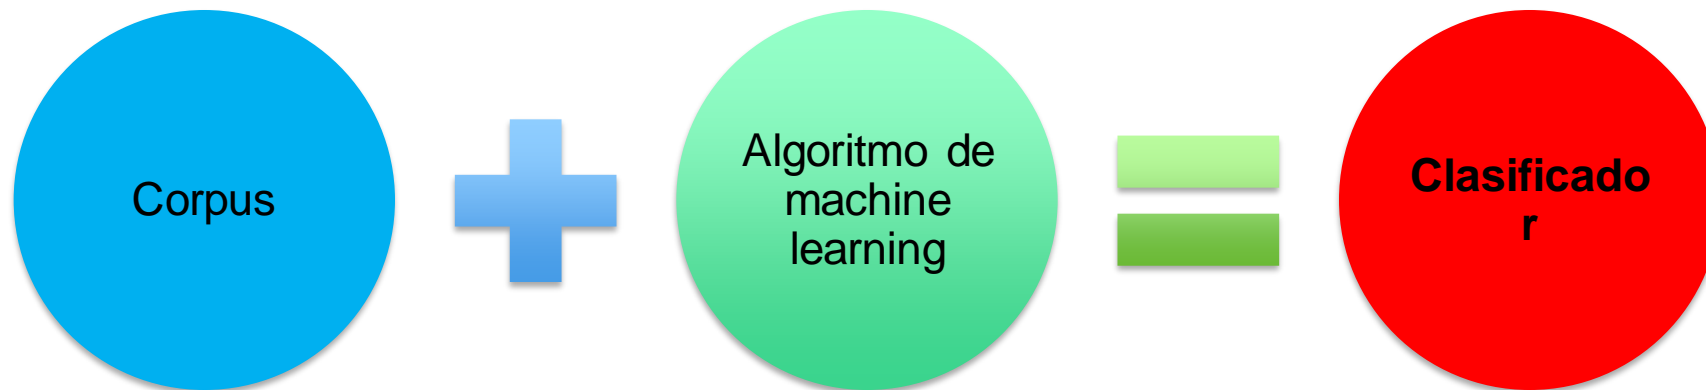 Corpus
Algoritmo de
machine
learning
Clasificado
r